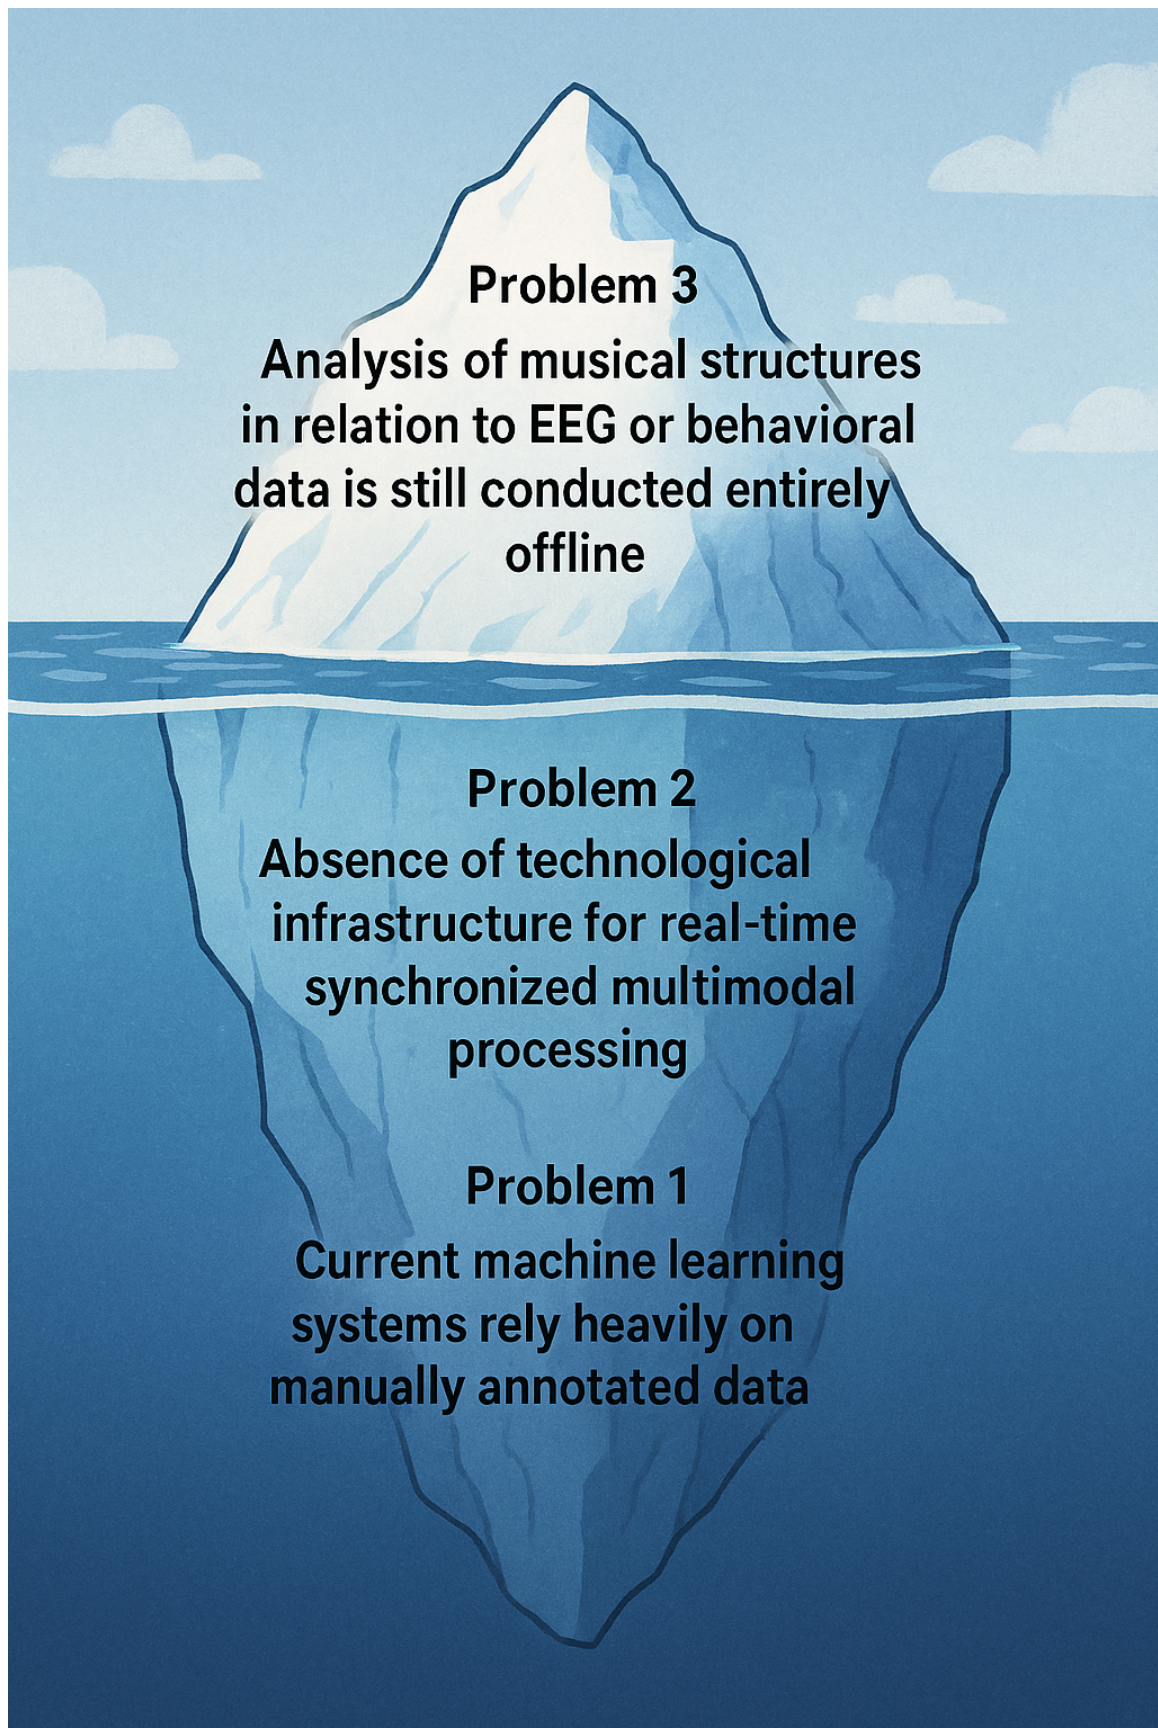 Problem 3
Analysis of musical structures
in relation to EEG or behavioral
data is still conducted entirely
offline
Problem 2
Absence of technological
infrastructure for real-time
synchronized multimodal
processing
Problem 1
Current machine learning
systems rely heavily on
manually annotated data